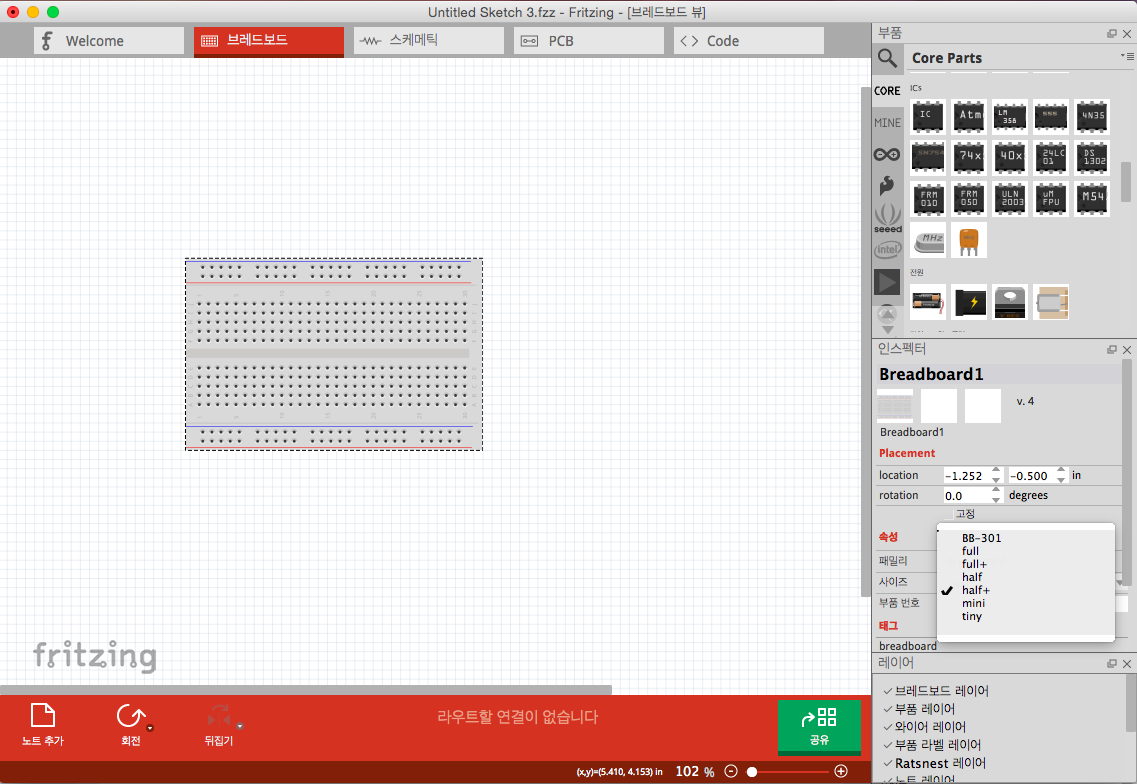 Untitled Sketch 3.fzz - Fritzing - [브레드보드 뷰]
Welcome
브레드보드
스케메틱
PCB
Code
부품
Core Parts
CORE
MINE
seeed
intel
ICs
IC
Atm
LM 358
555
4N35
74x
40x
24LC 01
DS 1302
FRM 010
FRM 050
ULN 2003
uM FPU
M54
MHz
전원
인스펙터
Breadboard1
v. 4
Breadboard1
Placement
location -1.252 -0.500 in
rotation 0.0 degrees
고정
속성
패밀리
사이즈
부품 번호
태그
breadboard
BB-301
full
full+
half
half+
mini
tiny
레이어
브레드보드 레이어
부품 레이어
와이어 레이어
부품 라벨 레이어
Ratsnest 레이어
노트 레이어
fritzing
노트 추가
회전
뒤집기
라우트할 연결이 없습니다
공유
(x,y)=(5.410, 4.153) in
102 %